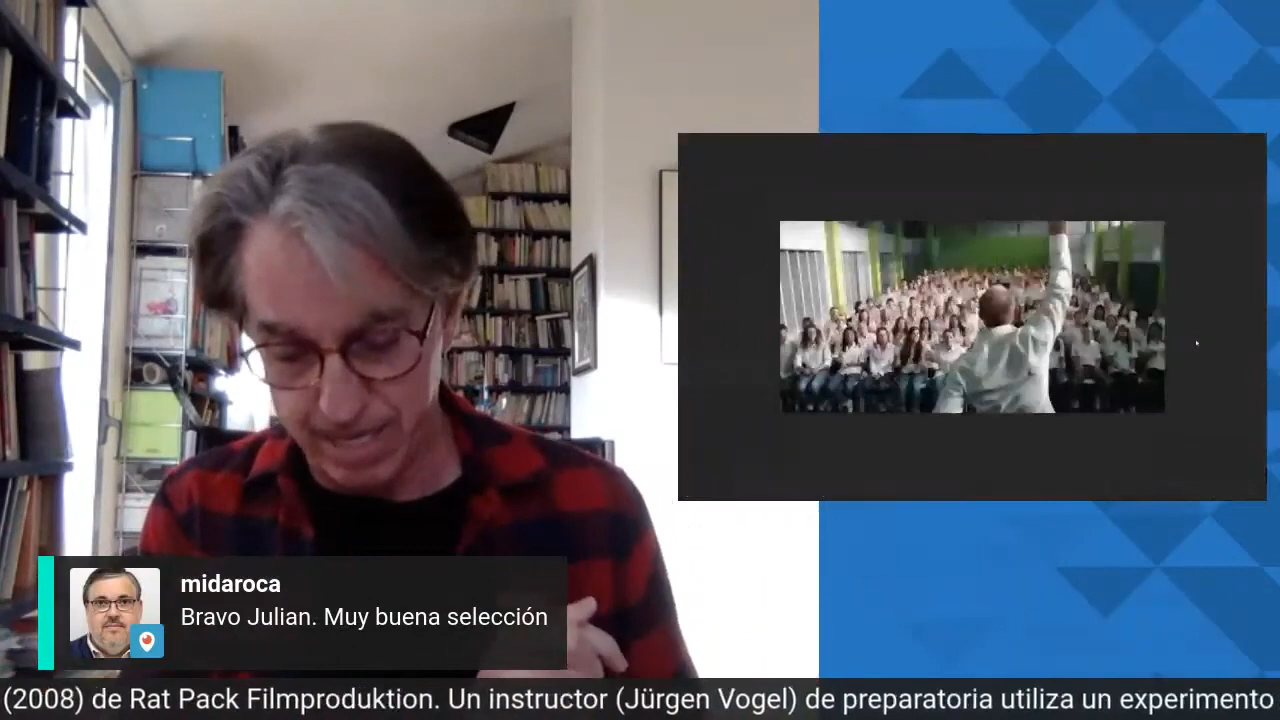 midaroca
Bravo Julian. Muy buena selección
(2008) de Rat Pack Filmproduktion. Un instructor (Jürgen Vogel) de preparatoria utiliza un experimento